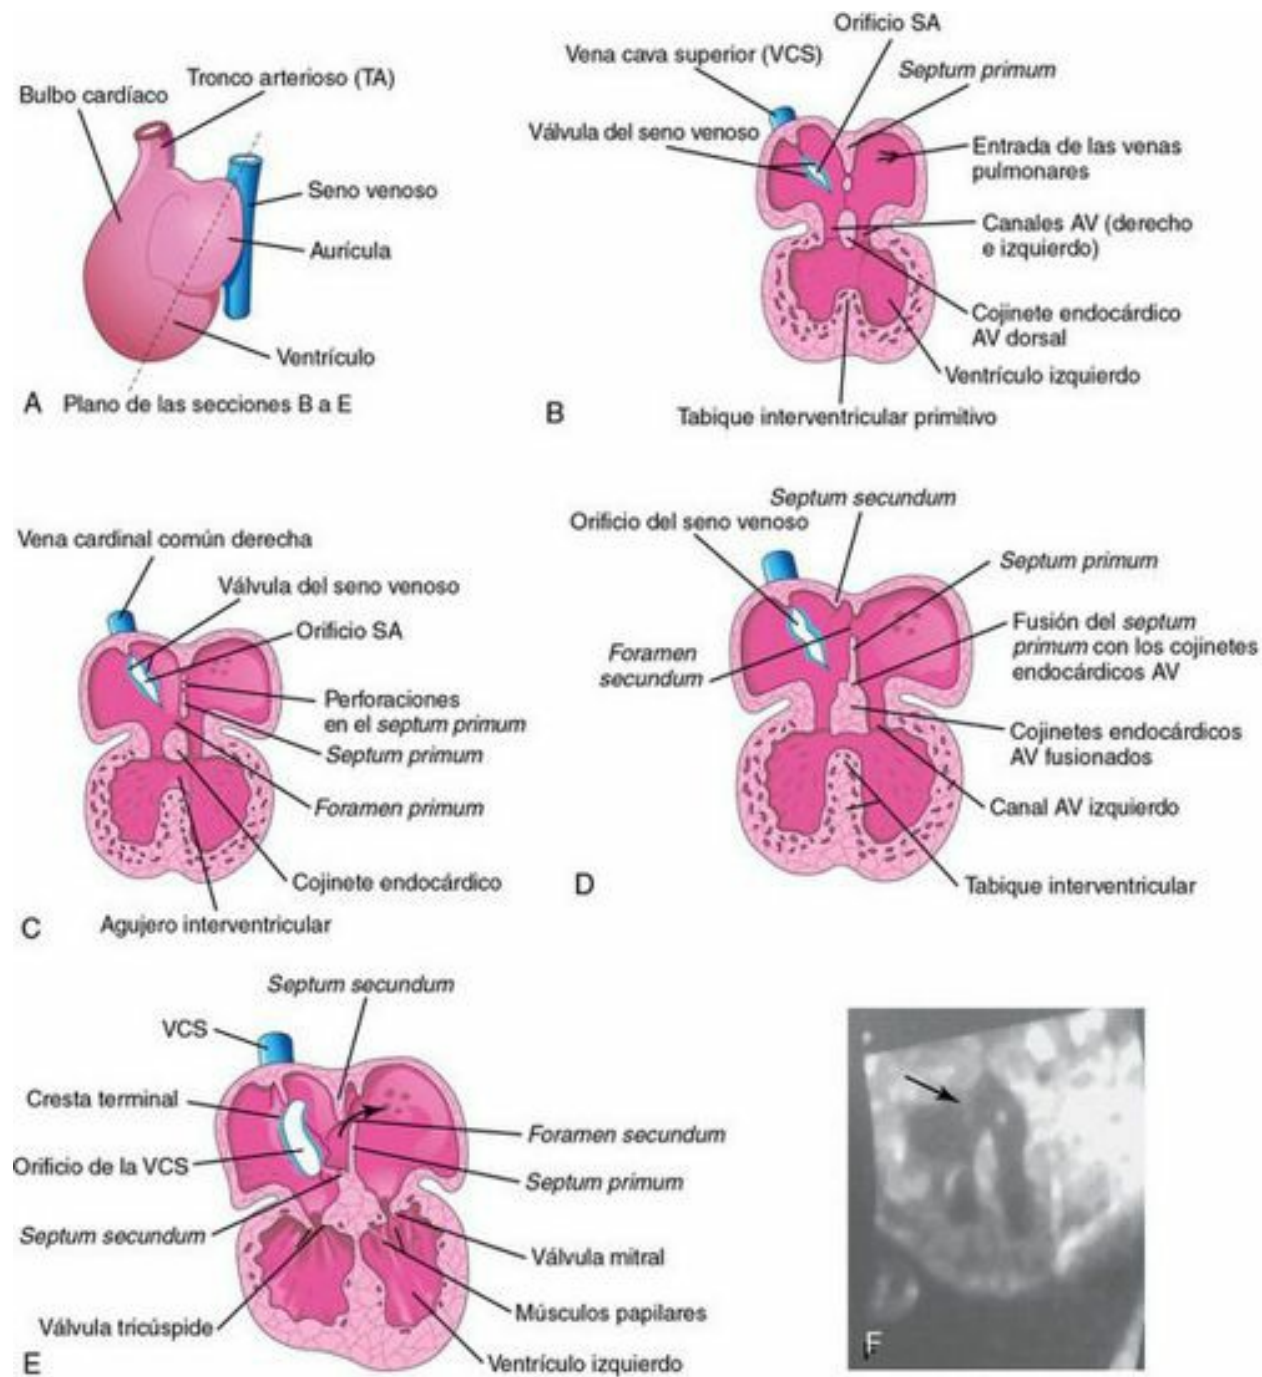 Bulbo cardíaco
Tronco arterioso (TA)
Seno venoso
Aurícula
Ventrículo
A Plano de las secciones B a E
Orificio SA
Vena cava superior (VCS)
Septum primum
Válvula del seno venoso
Entrada de las venas
pulmonares
Canales AV (derecho
e izquierdo)
Cojinete endocárdico
AV dorsal
Ventrículo izquierdo
B
Tabique interventricular primitivo
Vena cardinal común derecha
Válvula del seno venoso
Orificio SA
Perforaciones
en el septum primum
Septum primum
Foramen primum
Cojinete endocárdico
C
Agujero interventricular
Septum secundum
Orificio del seno venoso
Septum primum
Foramen
secundum
Fusión del septum
primum con los cojinetes
endocárdicos AV
Cojinetes endocárdicos
AV fusionados
Canal AV izquierdo
D
Tabique interventricular
Septum secundum
VCS
Cresta terminal
Orificio de la VCS
Septum secundum
Válvula tricúspide
E
Foramen secundum
Septum primum
Válvula mitral
Músculos papilares
Ventrículo izquierdo
F